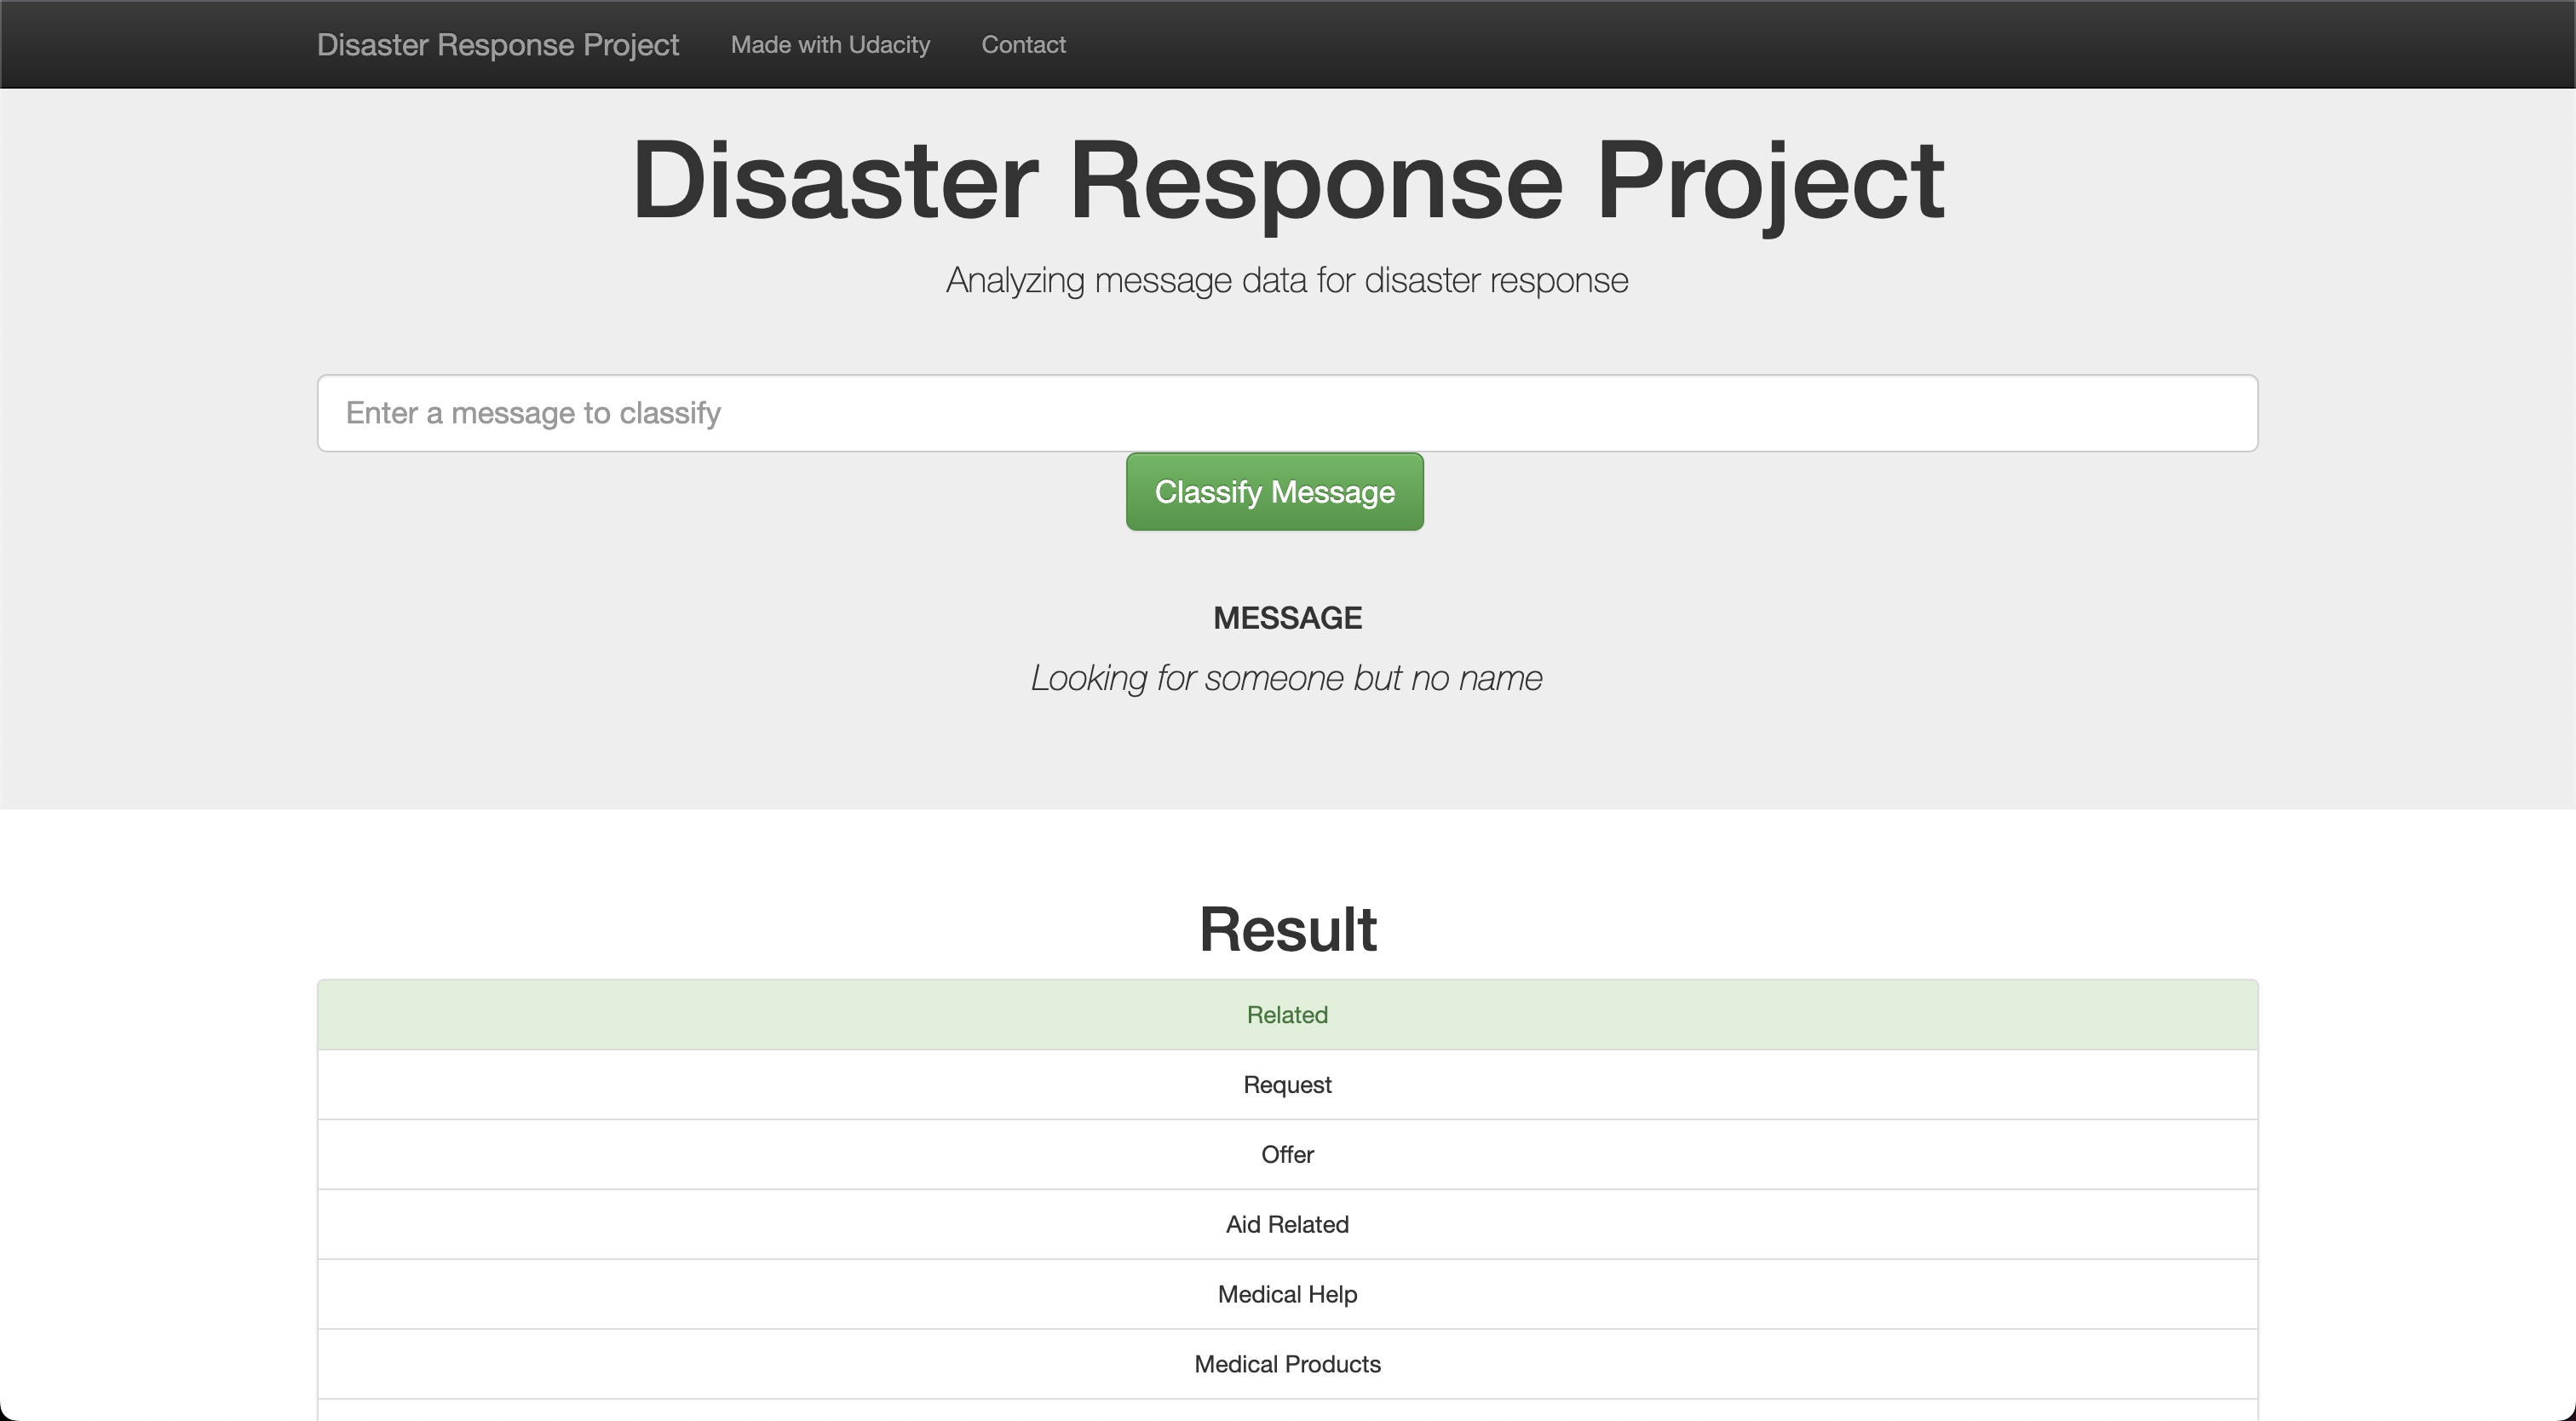 Disaster Response Project Made with Udacity Contact
Disaster Response Project
Analyzing message data for disaster response
Enter a message to classify
Classify Message
MESSAGE
Looking for someone but no name
Result
Related
Request
Offer
Aid Related
Medical Help
Medical Products